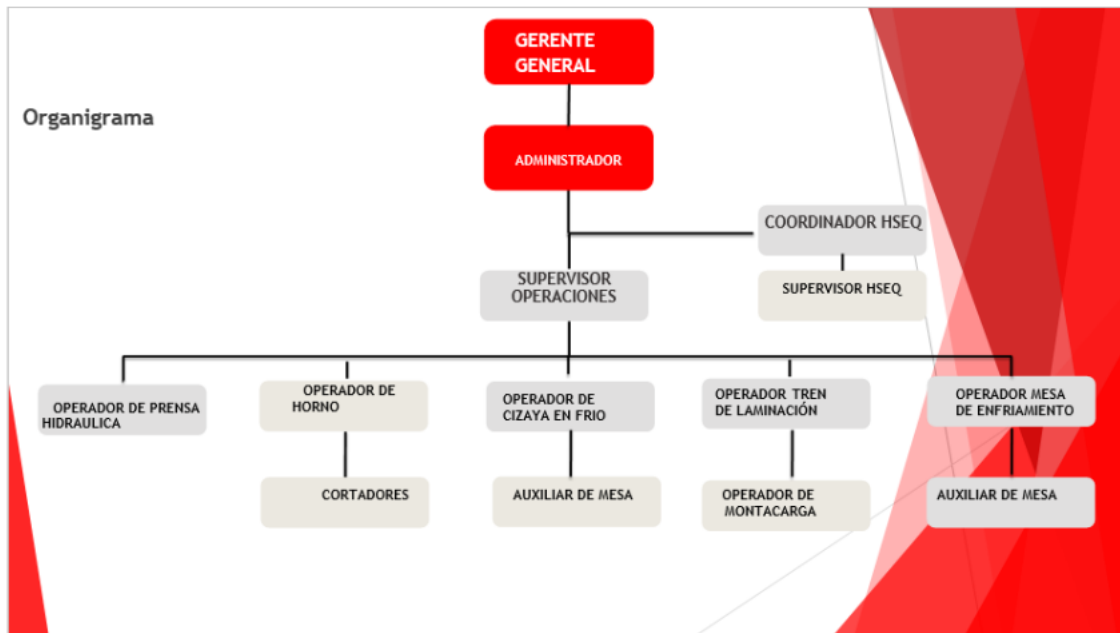 GERENTE
GENERAL
Organigrama
ADMINISTRADOR
COORDINADOR HSEQ
SUPERVISOR
OPERACIONES
SUPERVISOR HSEQ
OPERADOR DE PRENSA
HIDRAULICA
OPERADOR DE
HORNO
OPERADOR DE
CIZAYA EN FRIO
OPERADOR TREN
DE LAMINACIÓN
OPERADOR MESA
DE ENFRIAMIENTO
CORTADORES
AUXILIAR DE MESA
OPERADOR DE
MONTACARGA
AUXILIAR DE MESA